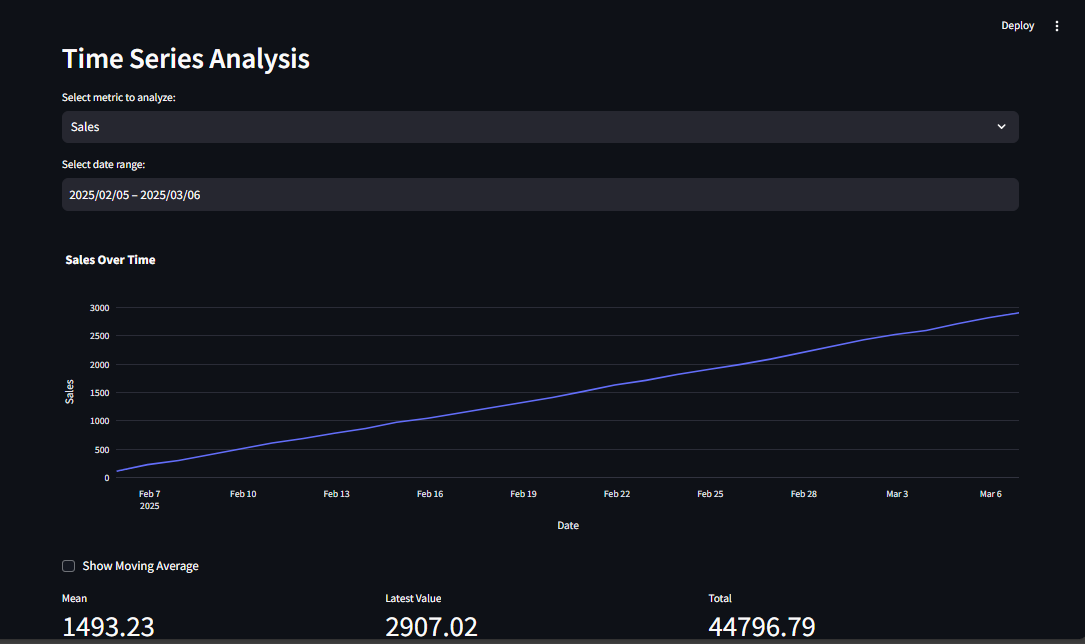 Deploy
Time Series Analysis
Select metric to analyze:
Sales
Select date range:
2025/02/05 – 2025/03/06
Sales Over Time
3000
2500
2000
1500
1000
500
0
Sales
Feb 7 Feb 10 Feb 13 Feb 16 Feb 19 Feb 22 Feb 25 Feb 28 Mar 3 Mar 6
2025
Date
Show Moving Average
Mean Latest Value Total
1493.23 2907.02 44796.79